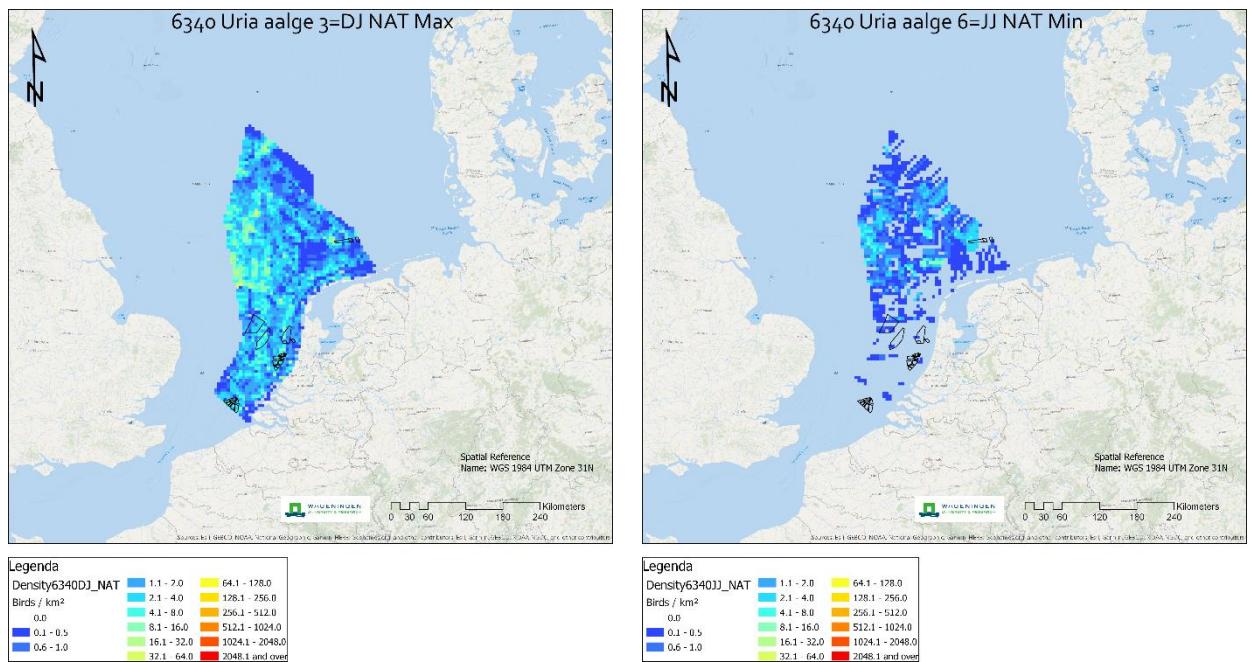 6340 Uria aalge 3=DJ NAT Max
N
Spatial Reference
Name: WGS 1984 UTM Zone 31N
WAGENINGEN
0 30 60 120 180 240 Kilometers
Legenda
Density6340DJ_NAT
Birds / km²
0.0
0.1 - 0.5
0.6 - 1.0
1.1 - 2.0
2.1 - 4.0
4.1 - 8.0
8.1 - 16.0
16.1 - 32.0
32.1 - 64.0
64.1 - 128.0
128.1 - 256.0
256.1 - 512.0
512.1 - 1024.0
1024.1 - 2048.0
2048.1 and over
6340 Uria aalge 6=JJ NAT Min
N
Spatial Reference
Name: WGS 1984 UTM Zone 31N
WAGENINGEN
0 30 60 120 180 240 Kilometers
Legenda
Density6340JJ_NAT
Birds / km²
0.0
0.1 - 0.5
0.6 - 1.0
1.1 - 2.0
2.1 - 4.0
4.1 - 8.0
8.1 - 16.0
16.1 - 32.0
32.1 - 64.0
64.1 - 128.0
128.1 - 256.0
256.1 - 512.0
512.1 - 1024.0
1024.1 - 2048.0
2048.1 and over